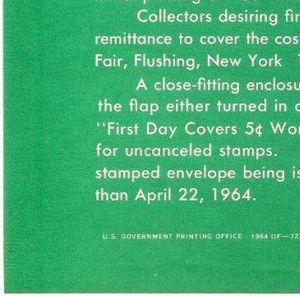 Collectors desiring fir
remittance to cover the cos
Fair, Flushing, New York
A close-fitting enclosu
the flap either turned in o
"First Day Covers 5¢ Wor
for uncanceled stamps.
stamped envelope being is
than April 22, 1964.
U.S. GOVERNMENT PRINTING OFFICE 1964 OF—72